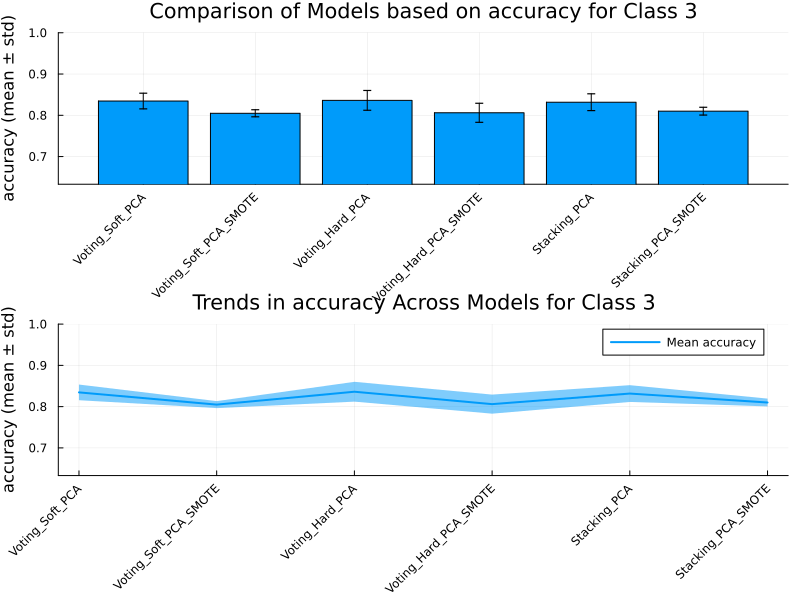 Comparison of Models based on accuracy for Class 3
accuracy (mean ± std)
1.0
0.9
0.8
0.7
Voting_Soft_PCA
Voting_Soft_PCA_SMOTE
Voting_Hard_PCA
Voting_Hard_PCA_SMOTE
Stacking_PCA
Stacking_PCA_SMOTE
Trends in accuracy Across Models for Class 3
accuracy (mean ± std)
1.0
0.9
0.8
0.7
Mean accuracy
Voting_Soft_PCA
Voting_Soft_PCA_SMOTE
Voting_Hard_PCA
Voting_Hard_PCA_SMOTE
Stacking_PCA
Stacking_PCA_SMOTE